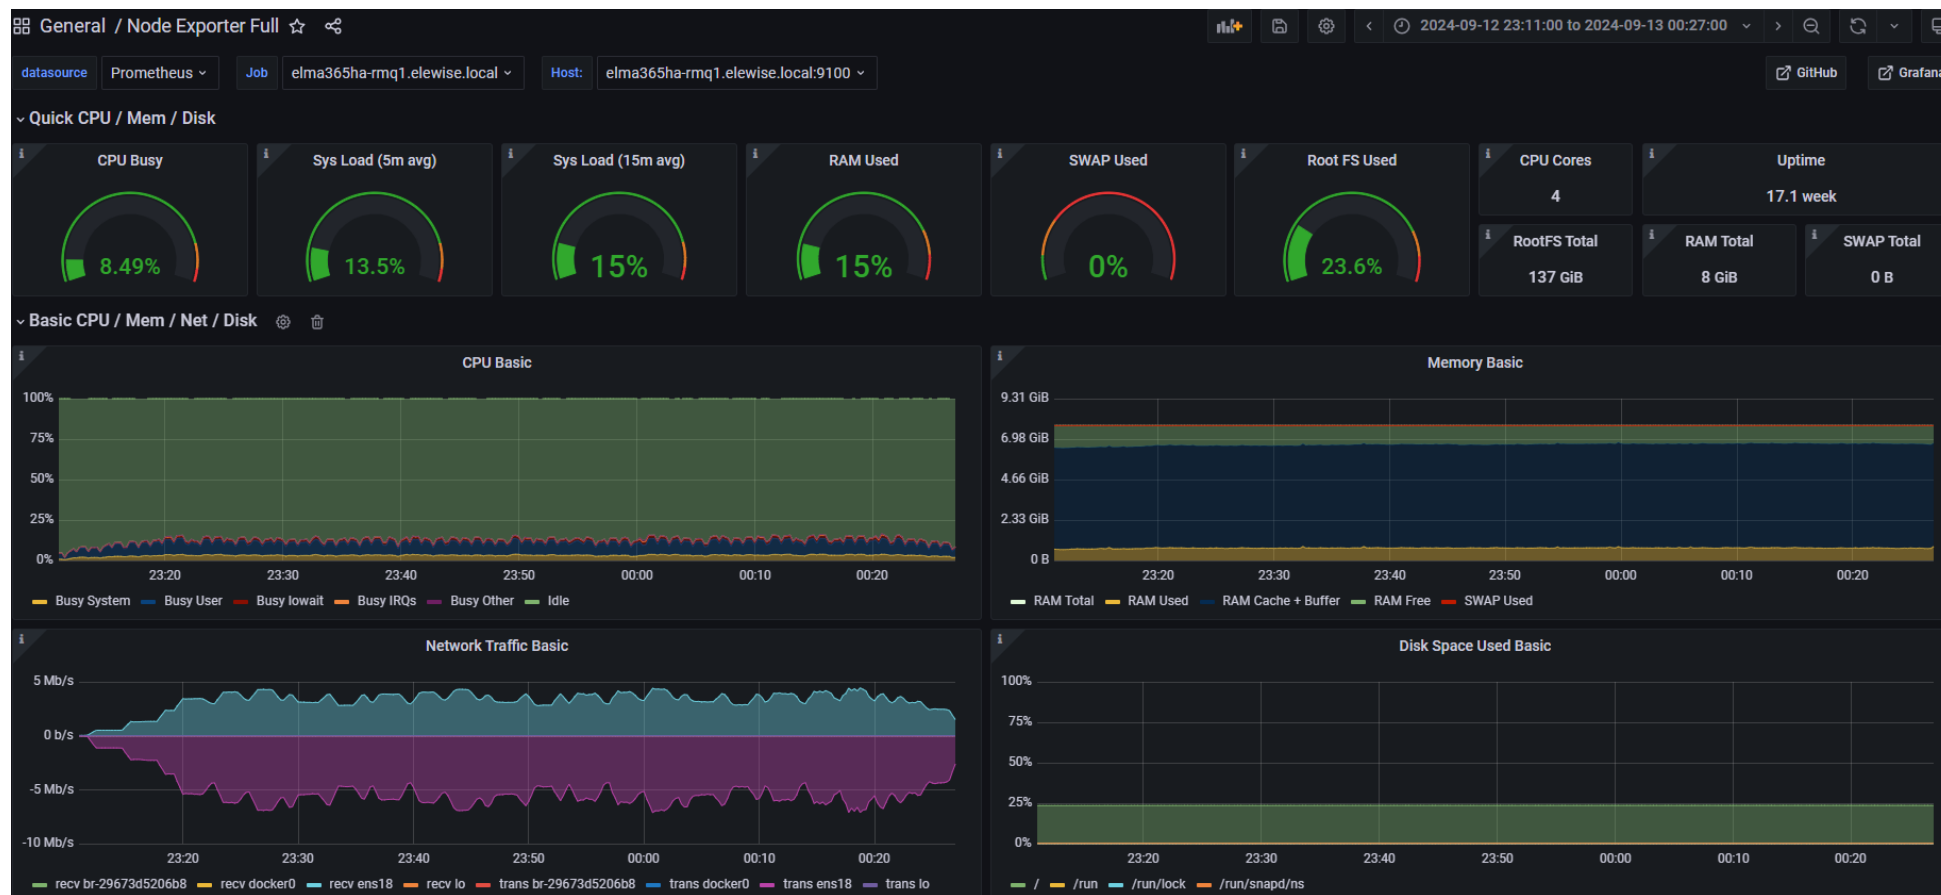 General / Node Exporter Full
2024-09-12 23:11:00 to 2024-09-13 00:27:00
datasource Prometheus Job elma365ha-rmq1.elewise.local Host: elma365ha-rmq1.elewise.local:9100 GitHub Grafana
Quick CPU / Mem / Disk
CPU Busy
8.49%
Sys Load (5m avg)
13.5%
Sys Load (15m avg)
15%
RAM Used
15%
SWAP Used
0%
Root FS Used
23.6%
CPU Cores
4
Uptime
17.1 week
RootFS Total
137 GiB
RAM Total
8 GiB
SWAP Total
0 B
Basic CPU / Mem / Net / Disk
CPU Basic
100%
75%
50%
25%
0%
23:20 23:30 23:40 23:50 00:00 00:10 00:20
Busy System Busy User Busy Iowait Busy IRQs Busy Other Idle
Memory Basic
9.31 GiB
6.98 GiB
4.66 GiB
2.33 GiB
0 B
23:20 23:30 23:40 23:50 00:00 00:10 00:20
RAM Total RAM Used RAM Cache + Buffer RAM Free SWAP Used
Network Traffic Basic
5 Mb/s
0 b/s
-5 Mb/s
-10 Mb/s
23:20 23:30 23:40 23:50 00:00 00:10 00:20
recv br-29673d5206b8 recv docker0 recv ens18 recv lo trans br-29673d5206b8 trans docker0 trans ens18 trans lo
Disk Space Used Basic
100%
75%
50%
25%
0%
23:20 23:30 23:40 23:50 00:00 00:10 00:20
/ /run /run/lock /run/snapd/ns